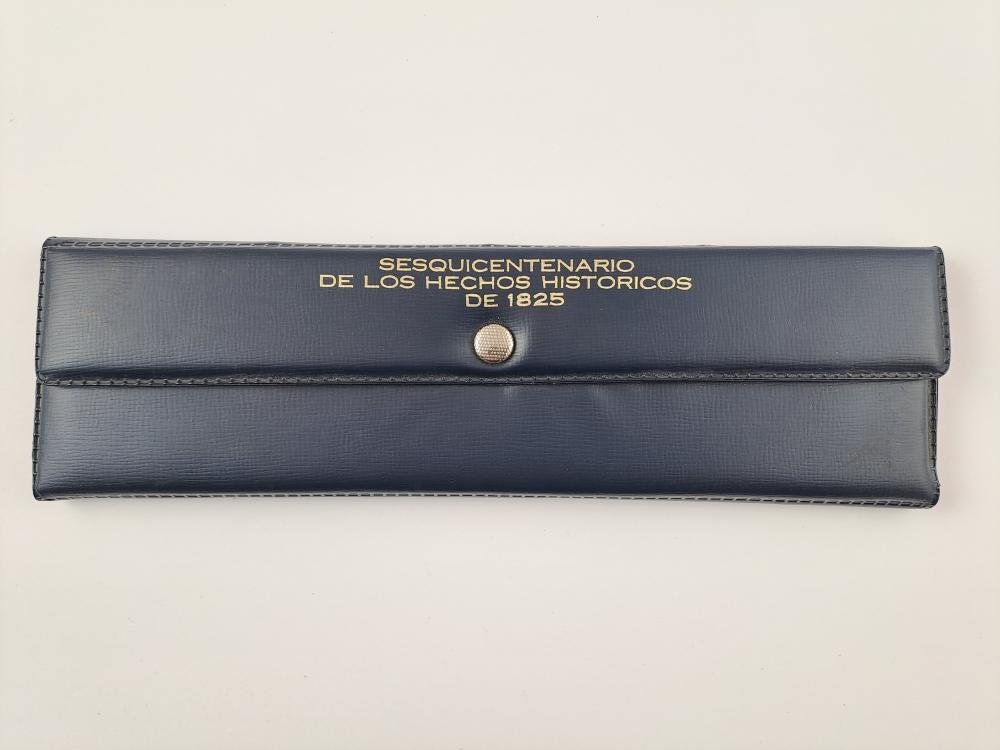 SESQUICENTENARIO
DE LOS HECHOS HISTORICOS
DE 1825